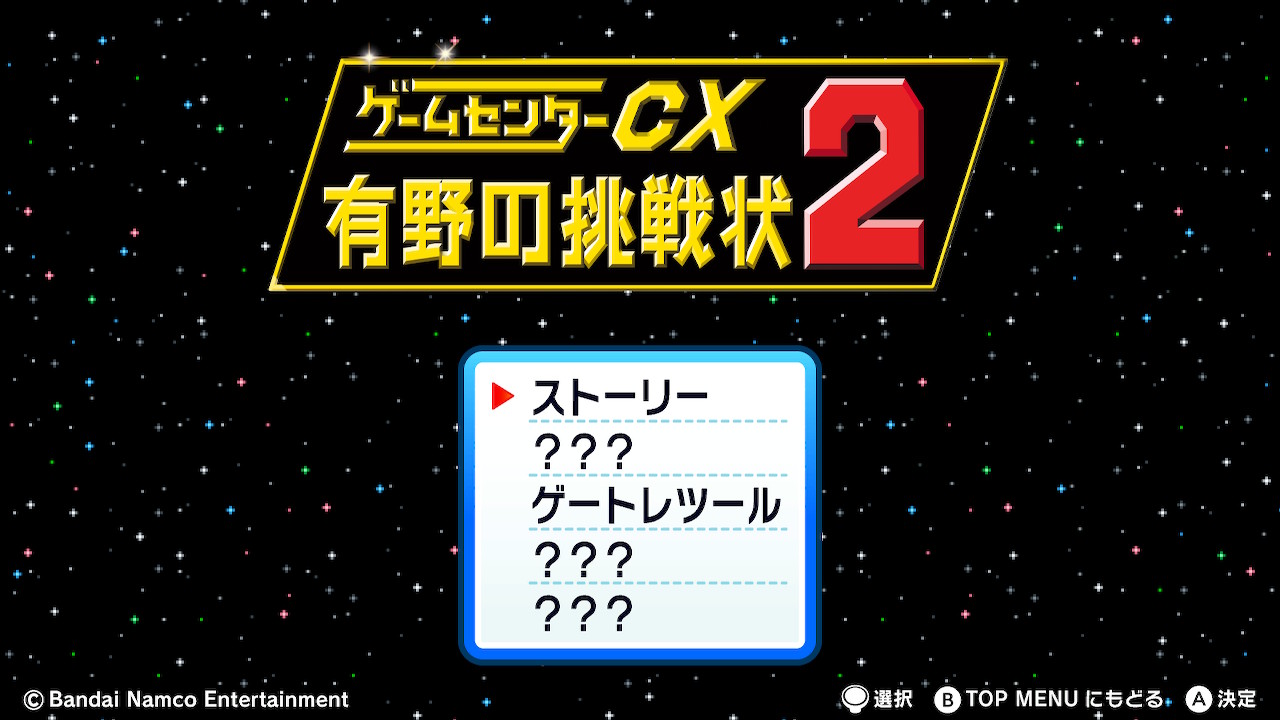 ゲームセンターCX
有野の挑戦状2
ストーリー
???
ゲートレツール
???
???
© Bandai Namco Entertainment
選択 B TOP MENU にもどる A 決定